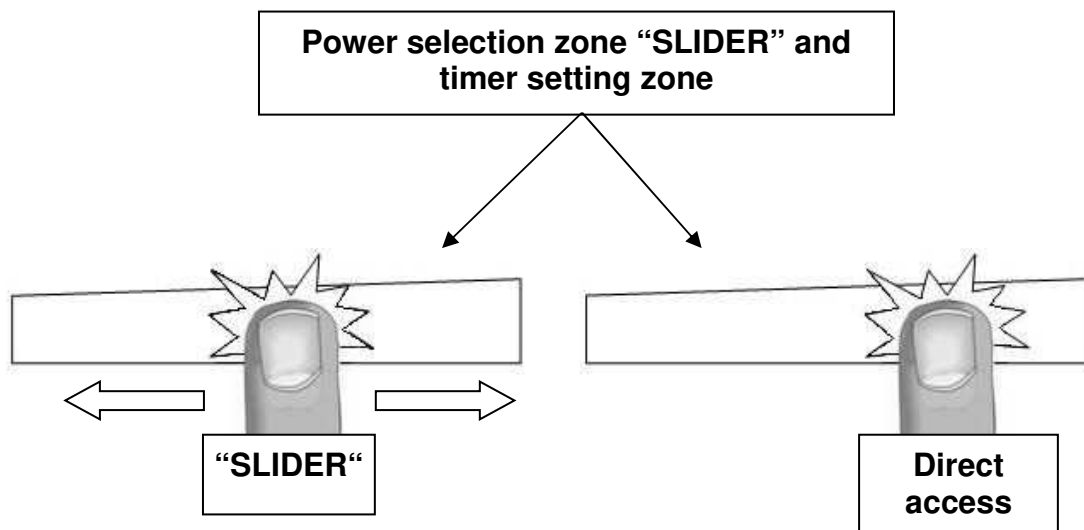 Power selection zone “SLIDER” and
timer setting zone
“SLIDER“
Direct
access